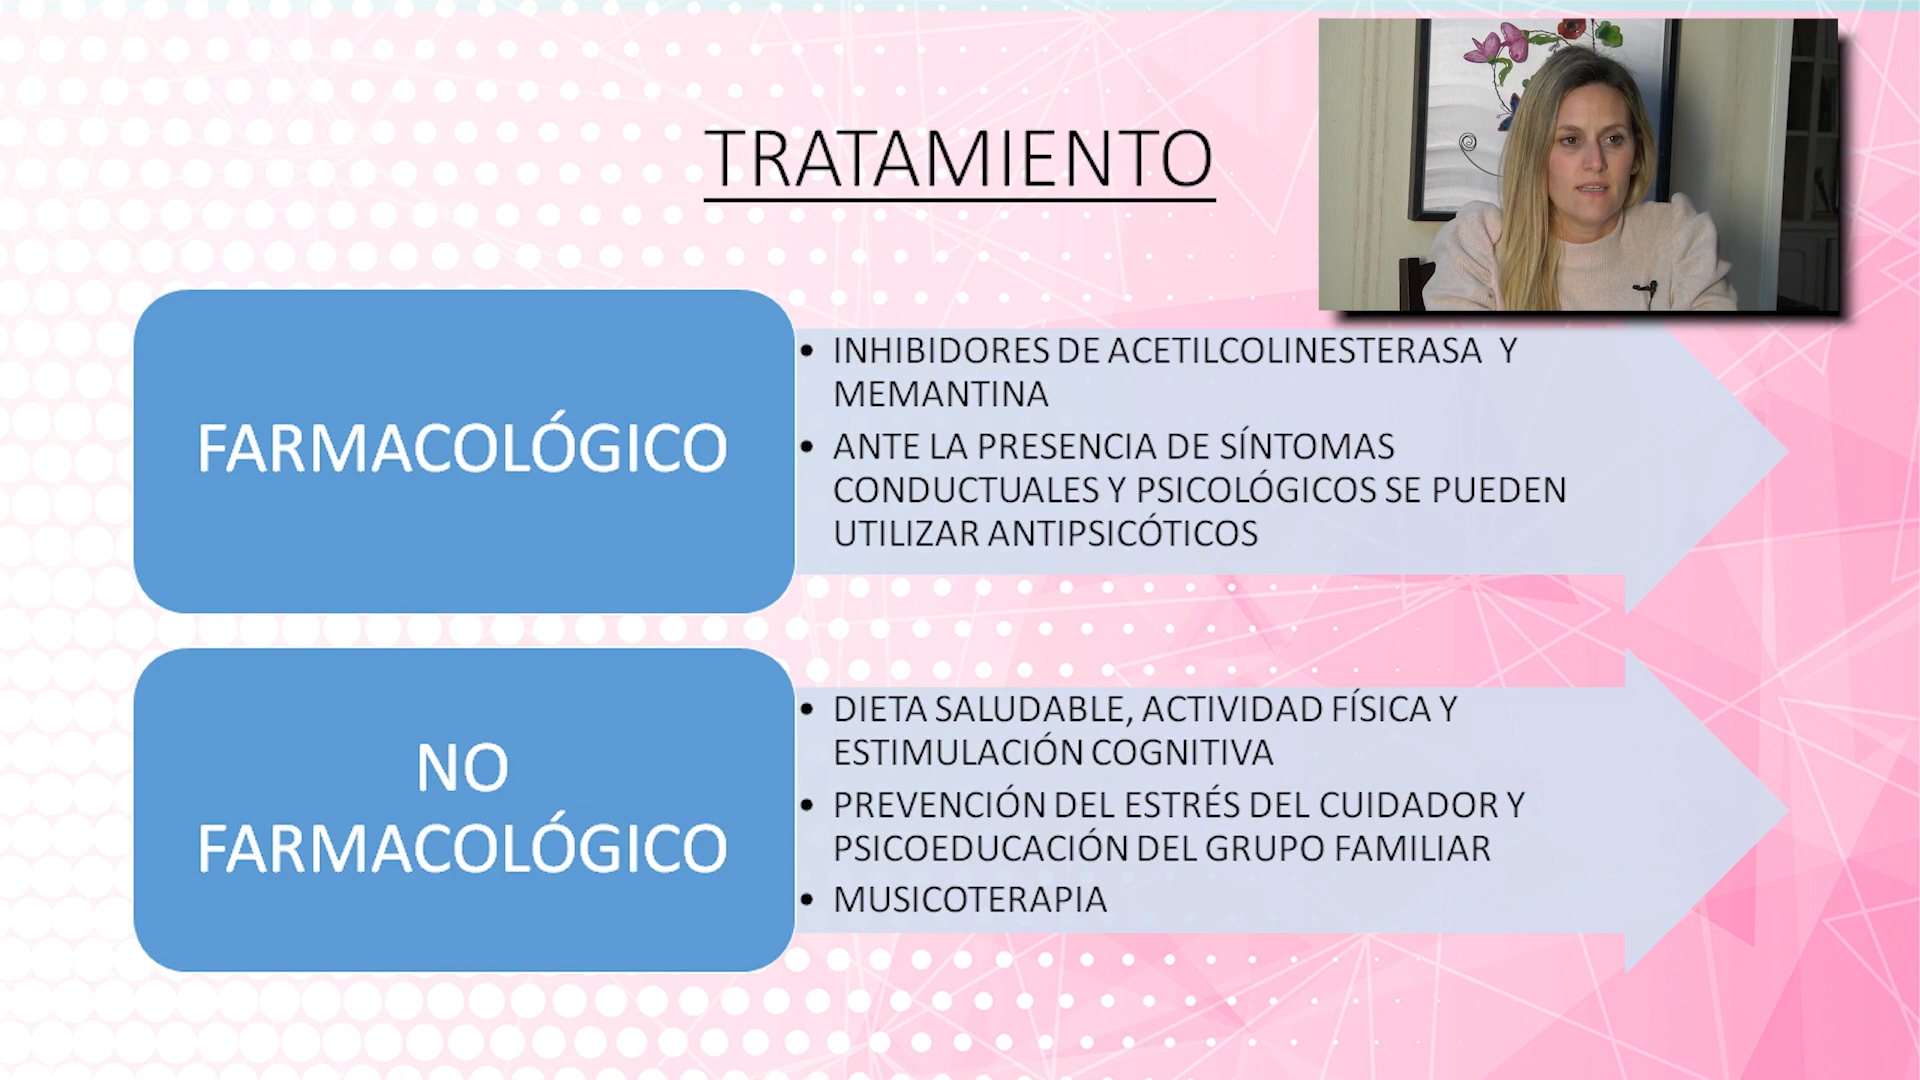 TRATAMIENTO
FARMACOLÓGICO
• INHIBIDORES DE ACETILCOLINESTERASA Y
MEMANTINA
• ANTE LA PRESENCIA DE SÍNTOMAS
CONDUCTUALES Y PSICOLÓGICOS SE PUEDEN
UTILIZAR ANTIPSICÓTICOS
NO
FARMACOLÓGICO
• DIETA SALUDABLE, ACTIVIDAD FÍSICA Y
ESTIMULACIÓN COGNITIVA
• PREVENCIÓN DEL ESTRÉS DEL CUIDADOR Y
PSICOEDUCACIÓN DEL GRUPO FAMILIAR
• MUSICOTERAPIA